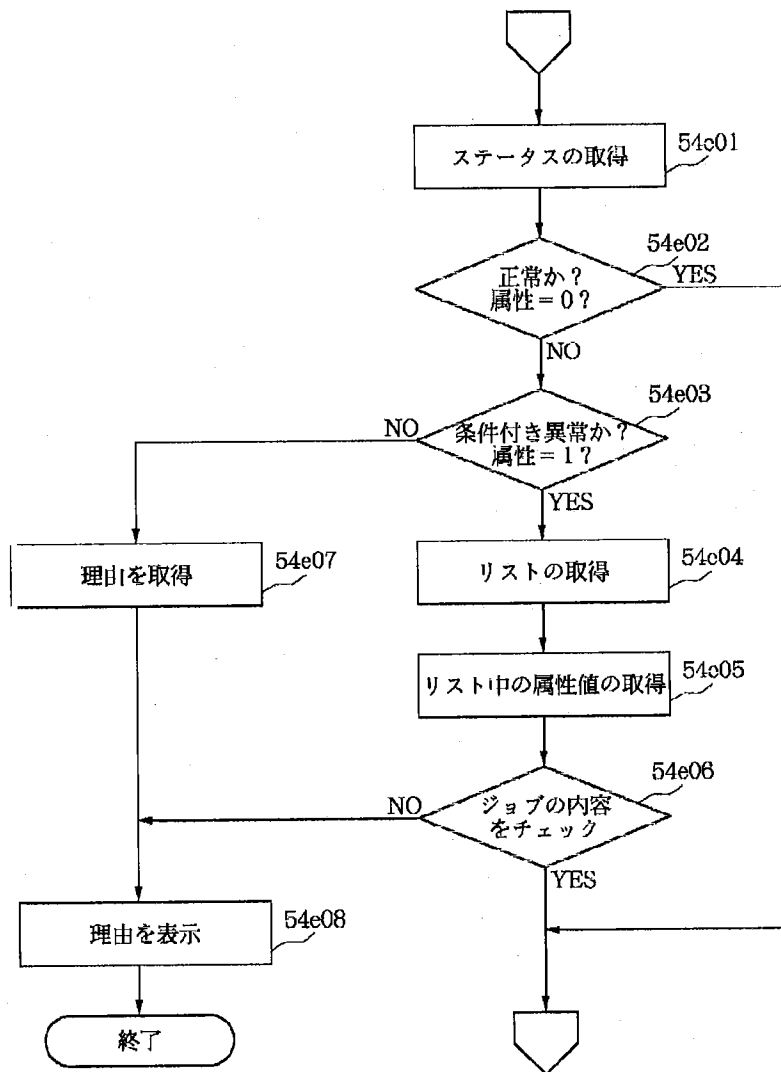 ステータスの取得
54e01
正常か?
属性=0?
54e02
YES
NO
条件付き異常か?
属性=1?
54e03
NO
YES
理由を取得
54e07
リストの取得
54e04
リスト中の属性値の取得
54e05
ジョブの内容
をチェック
54e06
NO
YES
理由を表示
54e08
終了